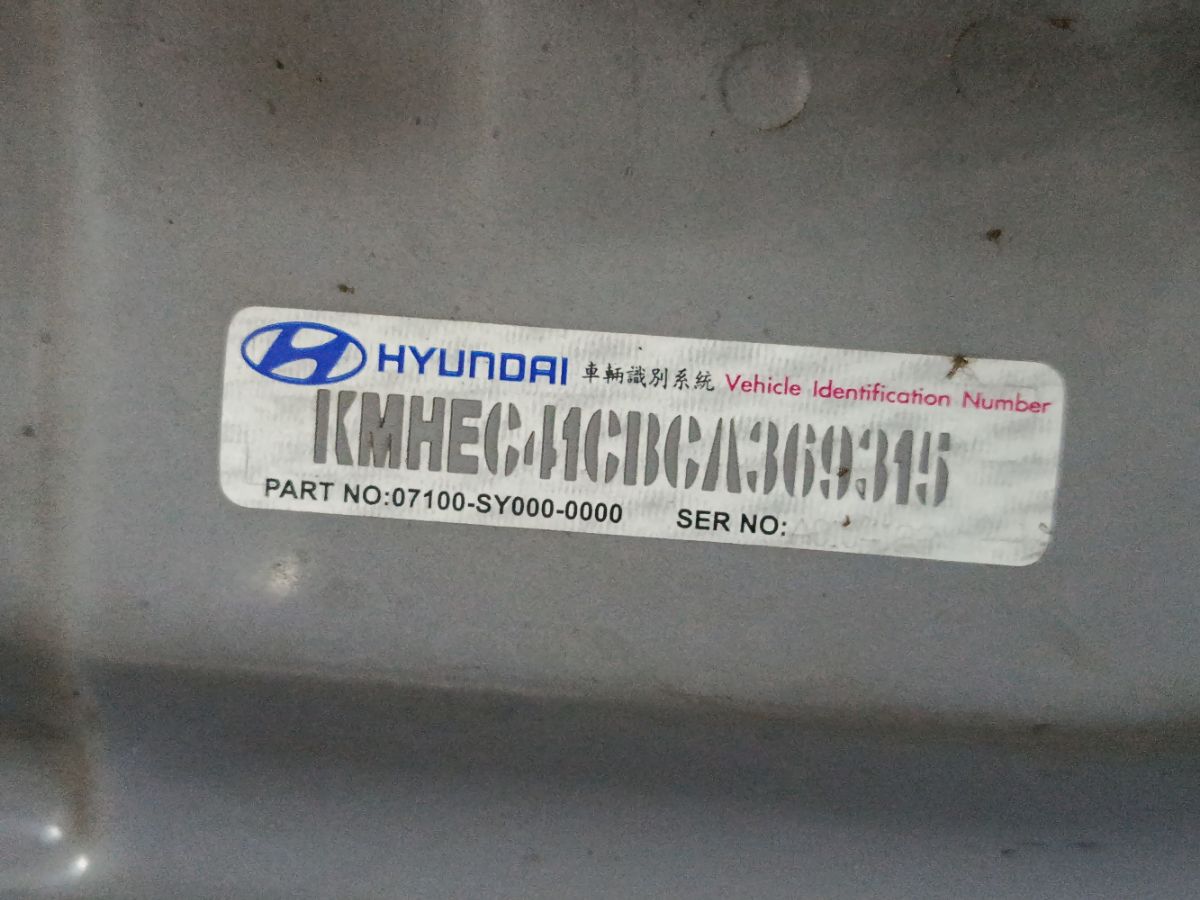 HYUNDAI 車輛識別系統 Vehicle Identification Number
KMHEC41CBCA369315
PART NO:07100-SY000-0000 SER NO: